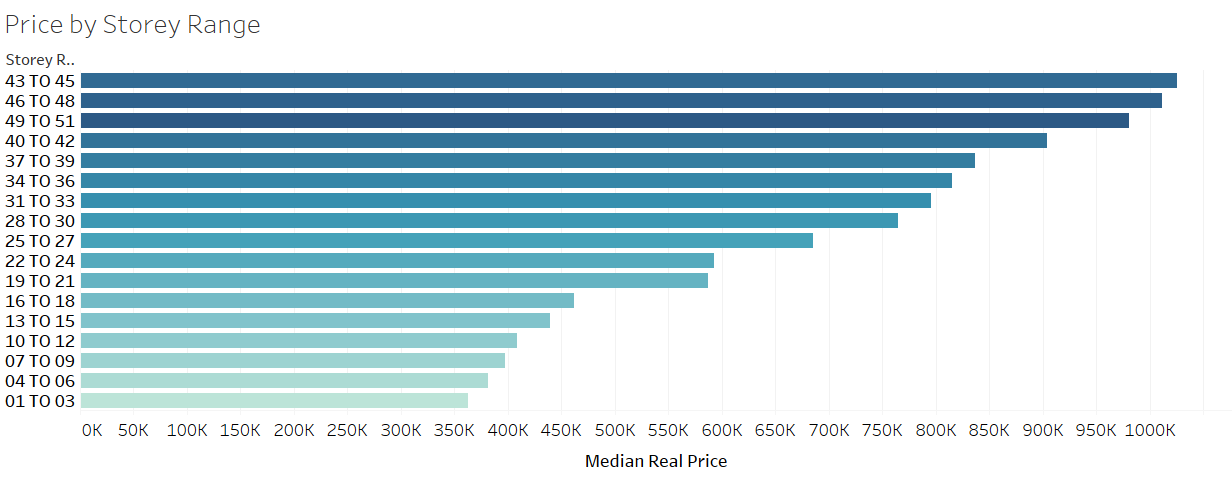 Price by Storey Range
Storey R..
43 TO 45
46 TO 48
49 TO 51
40 TO 42
37 TO 39
34 TO 36
31 TO 33
28 TO 30
25 TO 27
22 TO 24
19 TO 21
16 TO 18
13 TO 15
10 TO 12
07 TO 09
04 TO 06
01 TO 03
0K 50K 100K 150K 200K 250K 300K 350K 400K 450K 500K 550K 600K 650K 700K 750K 800K 850K 900K 950K 1000K
Median Real Price